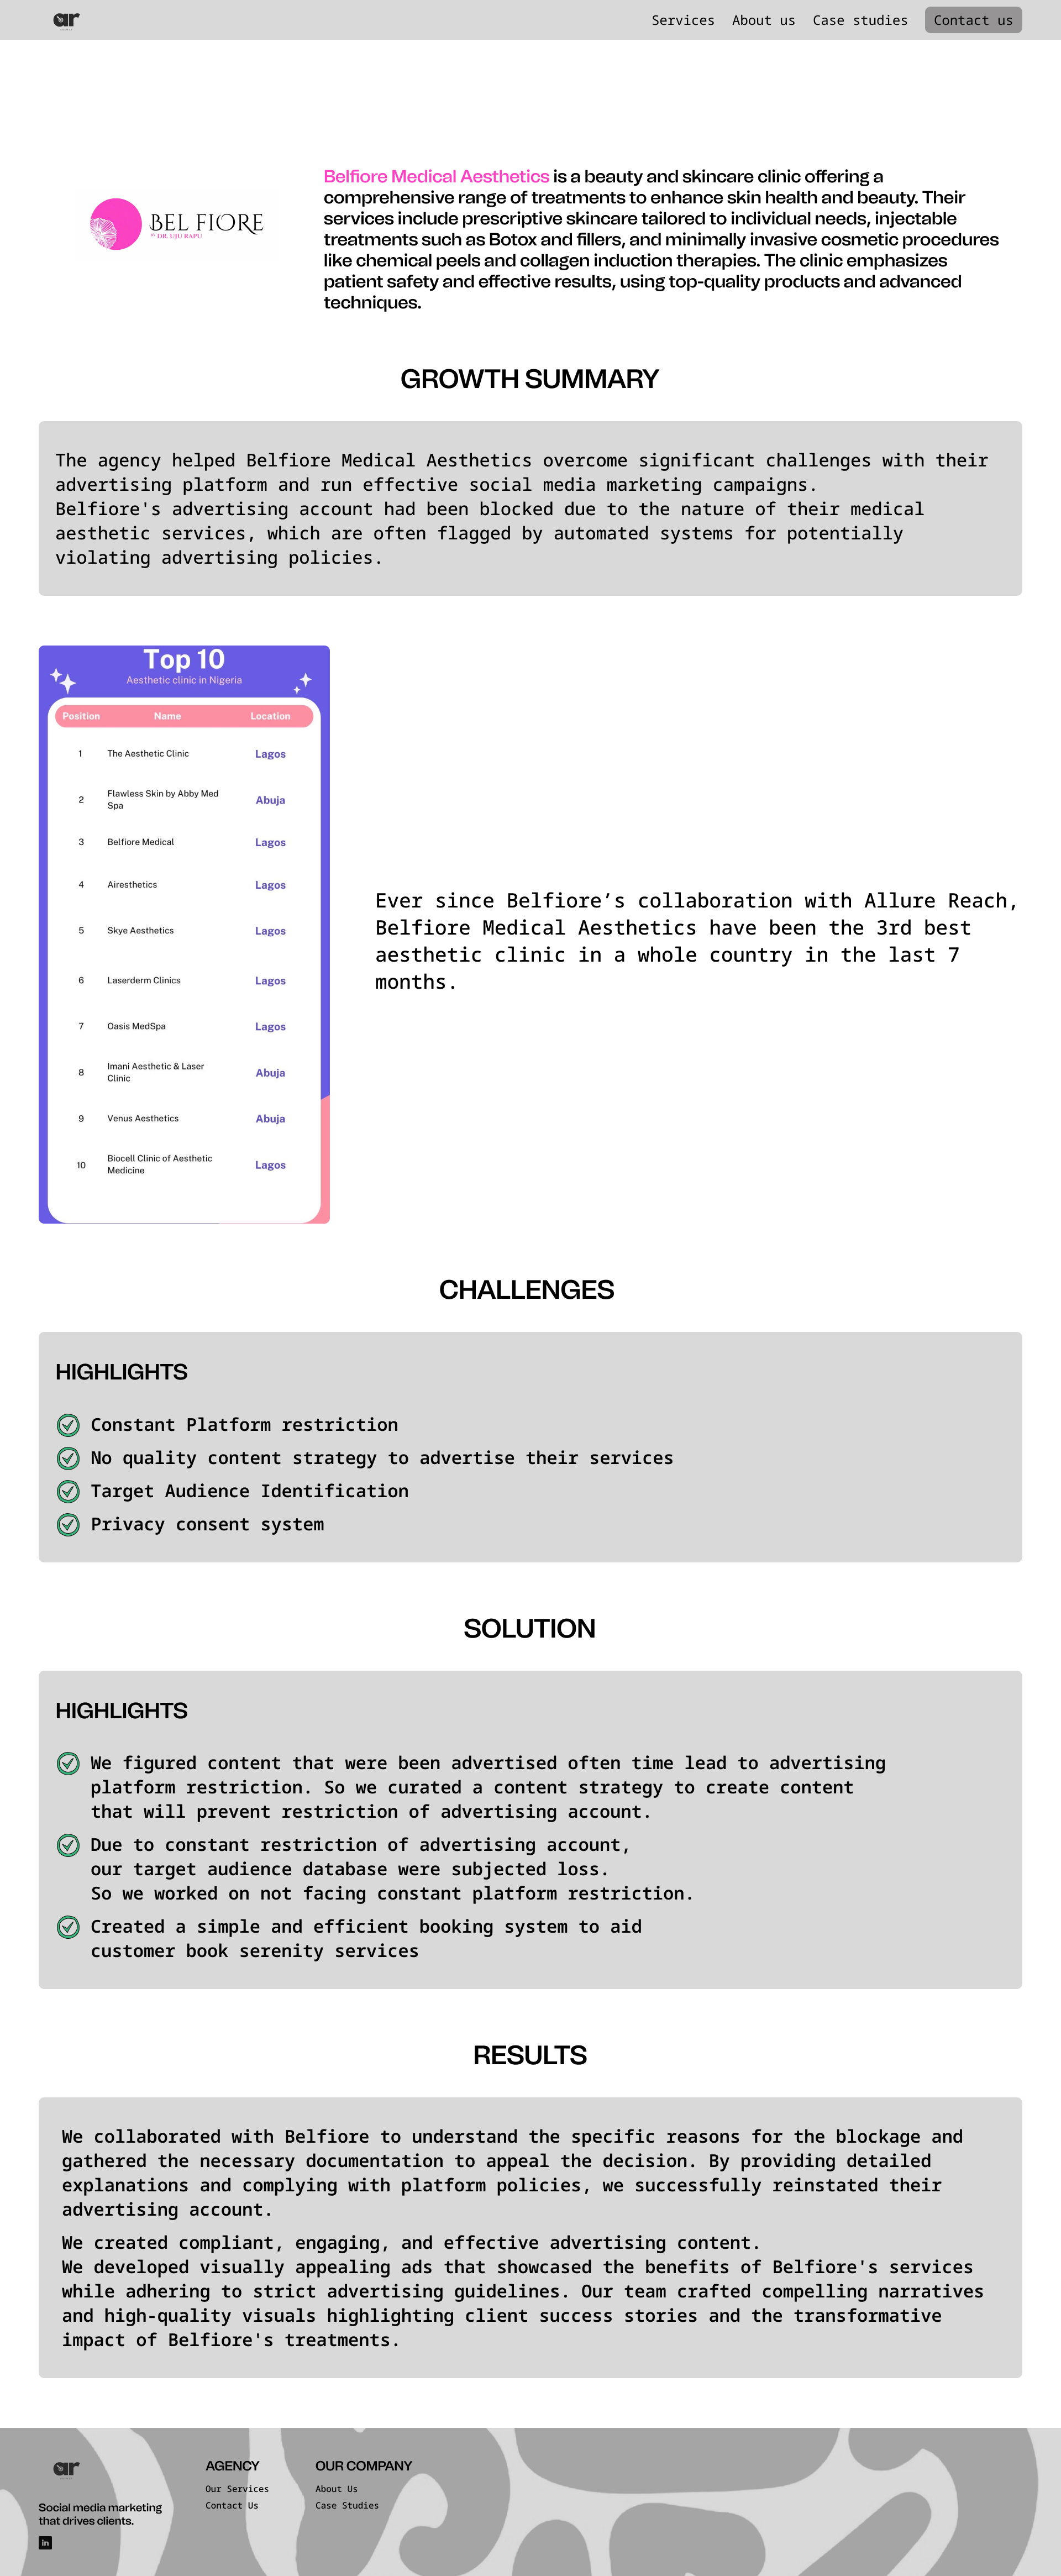 ar
Services About us Case studies Contact us
BEL FIORE
BY DR. UJU RAPU
Belfiore Medical Aesthetics is a beauty and skincare clinic offering a
comprehensive range of treatments to enhance skin health and beauty. Their
services include prescriptive skincare tailored to individual needs, injectable
treatments such as Botox and fillers, and minimally invasive cosmetic procedures
like chemical peels and collagen induction therapies. The clinic emphasizes
patient safety and effective results, using top-quality products and advanced
techniques.
GROWTH SUMMARY
The agency helped Belfiore Medical Aesthetics overcome significant challenges with their
advertising platform and run effective social media marketing campaigns.
Belfiore's advertising account had been blocked due to the nature of their medical
aesthetic services, which are often flagged by automated systems for potentially
violating advertising policies.
Top 10
Aesthetic clinic in Nigeria
Position Name Location
1 The Aesthetic Clinic Lagos
2 Flawless Skin by Abby Med Abuja
Spa
3 Belfiore Medical Lagos
4 Airesthetics Lagos
5 Skye Aesthetics Lagos
6 Laserderm Clinics Lagos
7 Oasis MedSpa Lagos
8 Imani Aesthetic & Laser Abuja
Clinic
9 Venus Aesthetics Abuja
10 Biocell Clinic of Aesthetic Lagos
Medicine
Ever since Belfiore’s collaboration with Allure Reach,
Belfiore Medical Aesthetics have been the 3rd best
aesthetic clinic in a whole country in the last 7
months.
CHALLENGES
HIGHLIGHTS
Constant Platform restriction
No quality content strategy to advertise their services
Target Audience Identification
Privacy consent system
SOLUTION
HIGHLIGHTS
We figured content that were been advertised often time lead to advertising
platform restriction. So we curated a content strategy to create content
that will prevent restriction of advertising account.
Due to constant restriction of advertising account,
our target audience database were subjected loss.
So we worked on not facing constant platform restriction.
Created a simple and efficient booking system to aid
customer book serenity services
RESULTS
We collaborated with Belfiore to understand the specific reasons for the blockage and
gathered the necessary documentation to appeal the decision. By providing detailed
explanations and complying with platform policies, we successfully reinstated their
advertising account.
We created compliant, engaging, and effective advertising content.
We developed visually appealing ads that showcased the benefits of Belfiore's services
while adhering to strict advertising guidelines. Our team crafted compelling narratives
and high-quality visuals highlighting client success stories and the transformative
impact of Belfiore's treatments.
ar
Social media marketing
that drives clients.
in
AGENCY
Our Services
Contact Us
OUR COMPANY
About Us
Case Studies